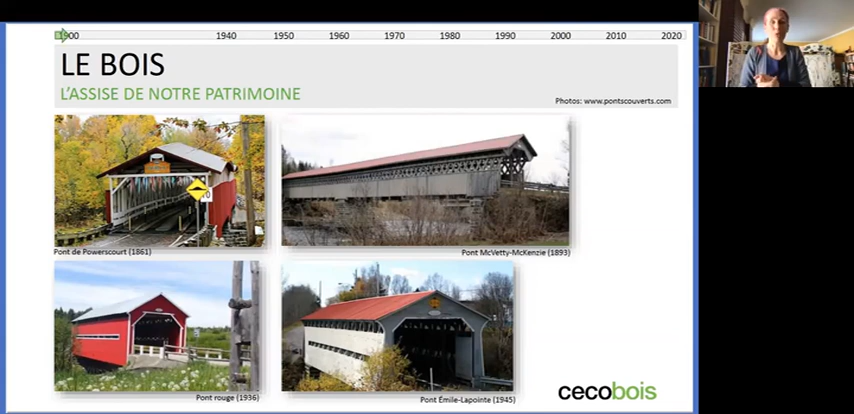 1900 1940 1950 1960 1970 1980 1990 2000 2010 2020
LE BOIS
L'ASSISE DE NOTRE PATRIMOINE
Photos: www.pontscouverts.com
Pont de Powerscourt (1861)
Pont McVetty-McKenzie (1893)
Pont rouge (1936)
Pont Émile-Lapointe (1945)
cecobois